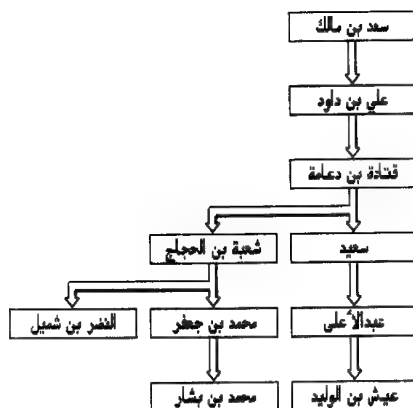 سعد بن مالك
علي بن داود
قتادة بن دعامة
سعيد
شعبة بن الحجاج
عبدالأعلى
محمد بن جعفر
النضر بن شميل
عيش بن الوليد
محمد بن بشار